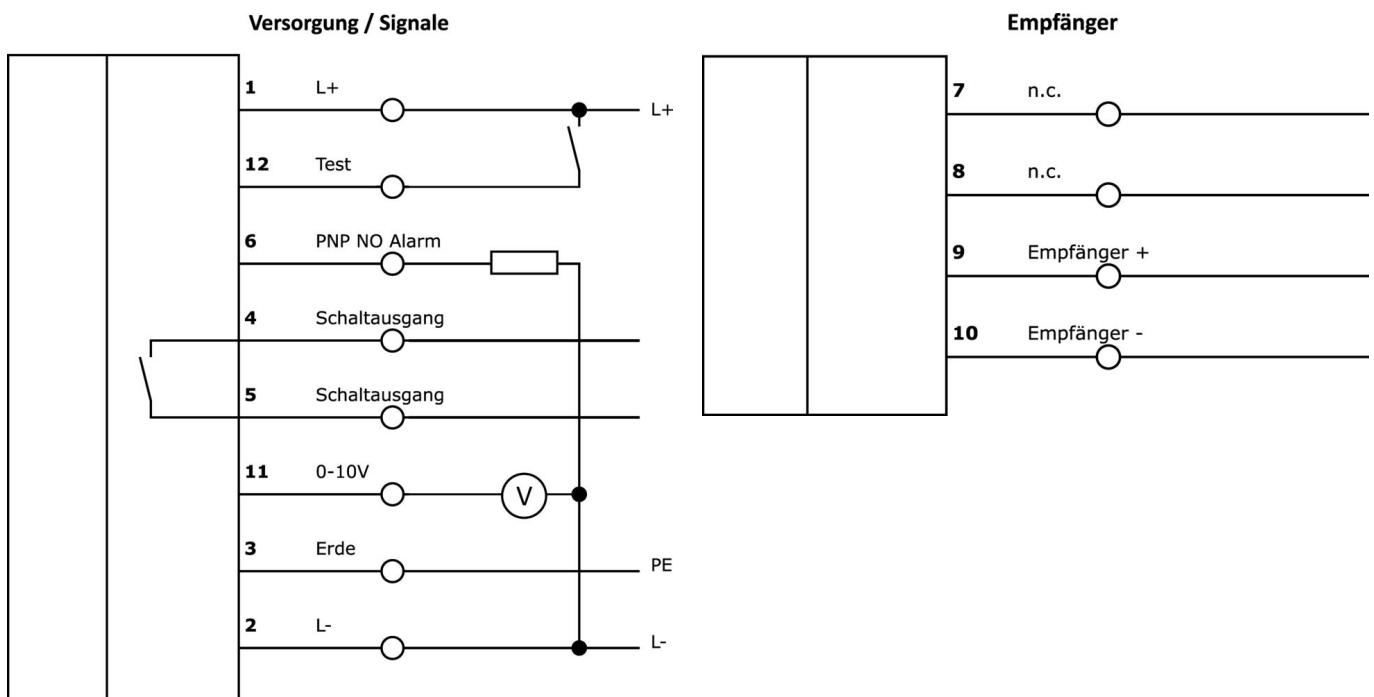 Versorgung / Signale
1 L+
L+
12 Test
6 PNP NO Alarm
4 Schaltausgang
5 Schaltausgang
11 0-10V
V
3 Erde
PE
2 L-
L-
Empfänger
7 n.c.
8 n.c.
9 Empfänger +
10 Empfänger -